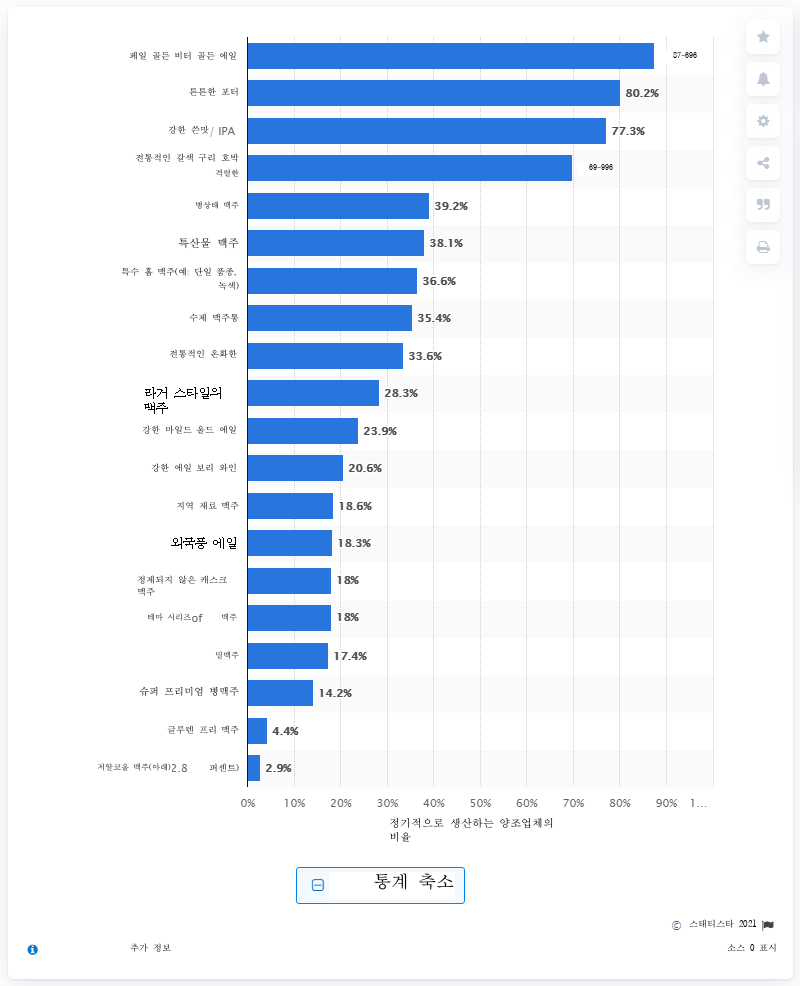 페일 골든 비터 골든 에일
87-696
튼튼한 포터
80.2%
강한 쓴맛/ IPA
77.3%
전통적인 갈색 구리 호박
적렬한
69-996
병상태 맥주
39.2%
특산물 맥주
38.1%
특수 홉 맥주(예: 단일 품종,
녹색)
36.6%
수제 맥주통
35.4%
전통적인 온화한
33.6%
라거 스타일의
맥주
28.3%
강한 마일드 올드 에일
23.9%
강한 에일 보리 와인
20.6%
지역 재료 맥주
18.6%
외국풍 에일
18.3%
정제되지 않은 캐스크
맥주
18%
테마 시리즈of 맥주
18%
밀맥주
17.4%
슈퍼 프리미엄 병맥주
14.2%
글루텐 프리 맥주
4.4%
저알코올 맥주(아래)2.8 퍼센트)
2.9%
0% 10% 20% 30% 40% 50% 60% 70% 80% 90% 1...
정기적으로 생산하는 양조업체의
비율
통계 축소
© 스태티스타 2021
추가 정보
소스 0 표시